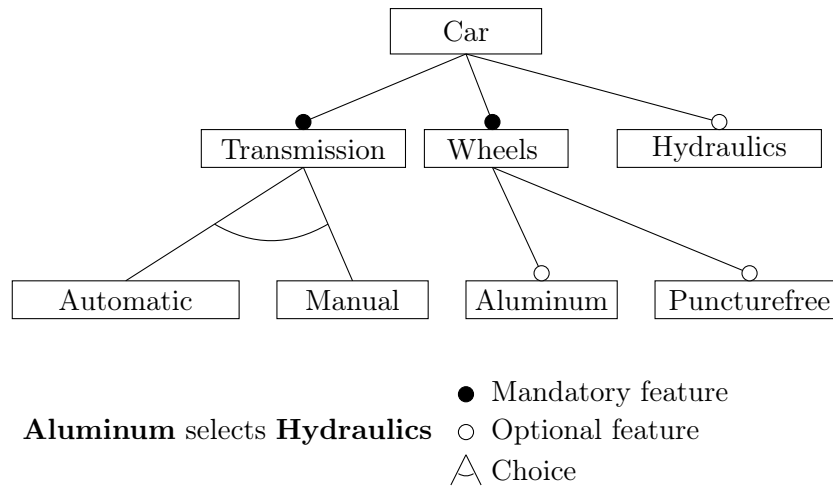 Car
Transmission Wheels Hydraulics
Automatic Manual Aluminum Puncturefree
Mandatory feature
Aluminum selects Hydraulics Optional feature
Choice